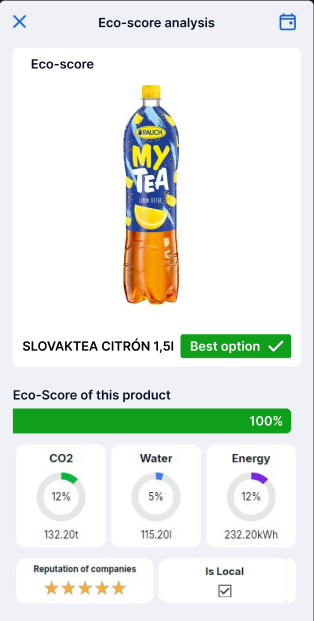 Eco-score analysis
Eco-score
RAUCH
MY
TEA
SLOVAKTEA CITRÓN 1,5l
Best option
Eco-Score of this product
100%
CO2
Water
Energy
12%
5%
12%
132.20t
115.20l
232.20kWh
Reputation of companies
Is Local